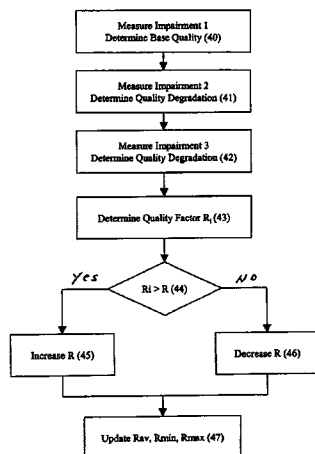 Measure Impairment 1
Determine Base Quality (40)
Measure Impairment 2
Determine Quality Degradation (41)
Measure Impairment 3
Determine Quality Degradation (42)
Determine Quality Factor Ri (43)
Yes
Ri > R (44)
NO
Increase R (45)
Decrease R (46)
Update Rav, Rmin, Rmax (47)